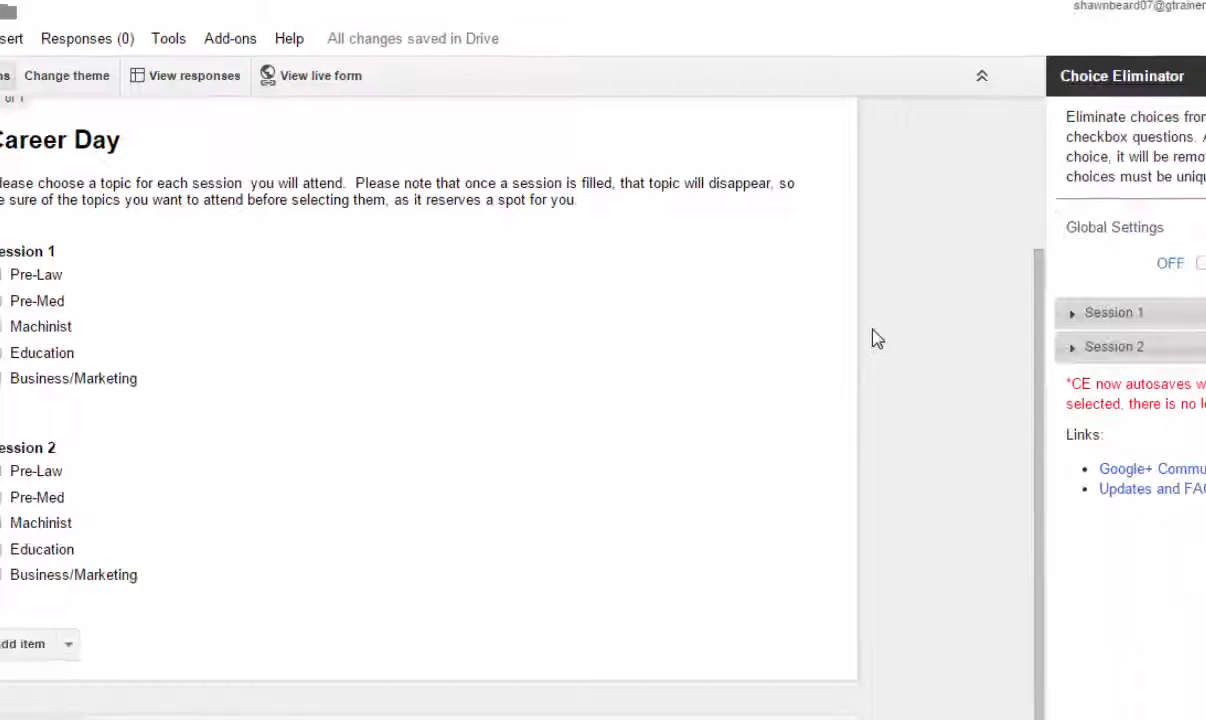 shawnbeard07@gtrainer
sert Responses (0) Tools Add-ons Help All changes saved in Drive
ns Change theme View responses View live form
Choice Eliminator
of 1
Career Day
lease choose a topic for each session you will attend. Please note that once a session is filled, that topic will disappear, so
e sure of the topics you want to attend before selecting them, as it reserves a spot for you.
ession 1
Pre-Law
Pre-Med
Machinist
Education
Business/Marketing
ession 2
Pre-Law
Pre-Med
Machinist
Education
Business/Marketing
dd item
Eliminate choices from
checkbox questions. A
choice, it will be remo
choices must be uniqu
Global Settings
OFF
Session 1
Session 2
*CE now autosaves w
selected, there is no l
Links:
Google+ Commu
Updates and FAQ